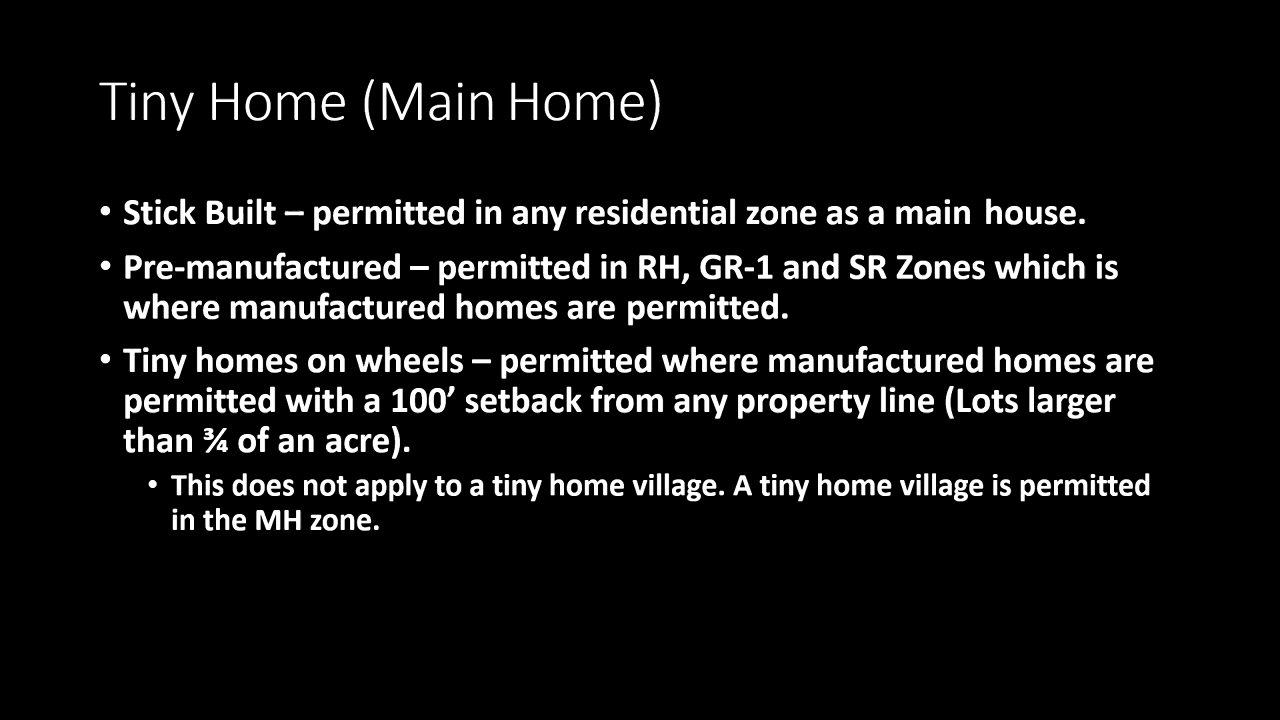 Tiny Home (Main Home)
• Stick Built – permitted in any residential zone as a main house.
• Pre-manufactured – permitted in RH, GR-1 and SR Zones which is
where manufactured homes are permitted.
• Tiny homes on wheels – permitted where manufactured homes are
permitted with a 100’ setback from any property line (Lots larger
than ¾ of an acre).
• This does not apply to a tiny home village. A tiny home village is permitted
in the MH zone.